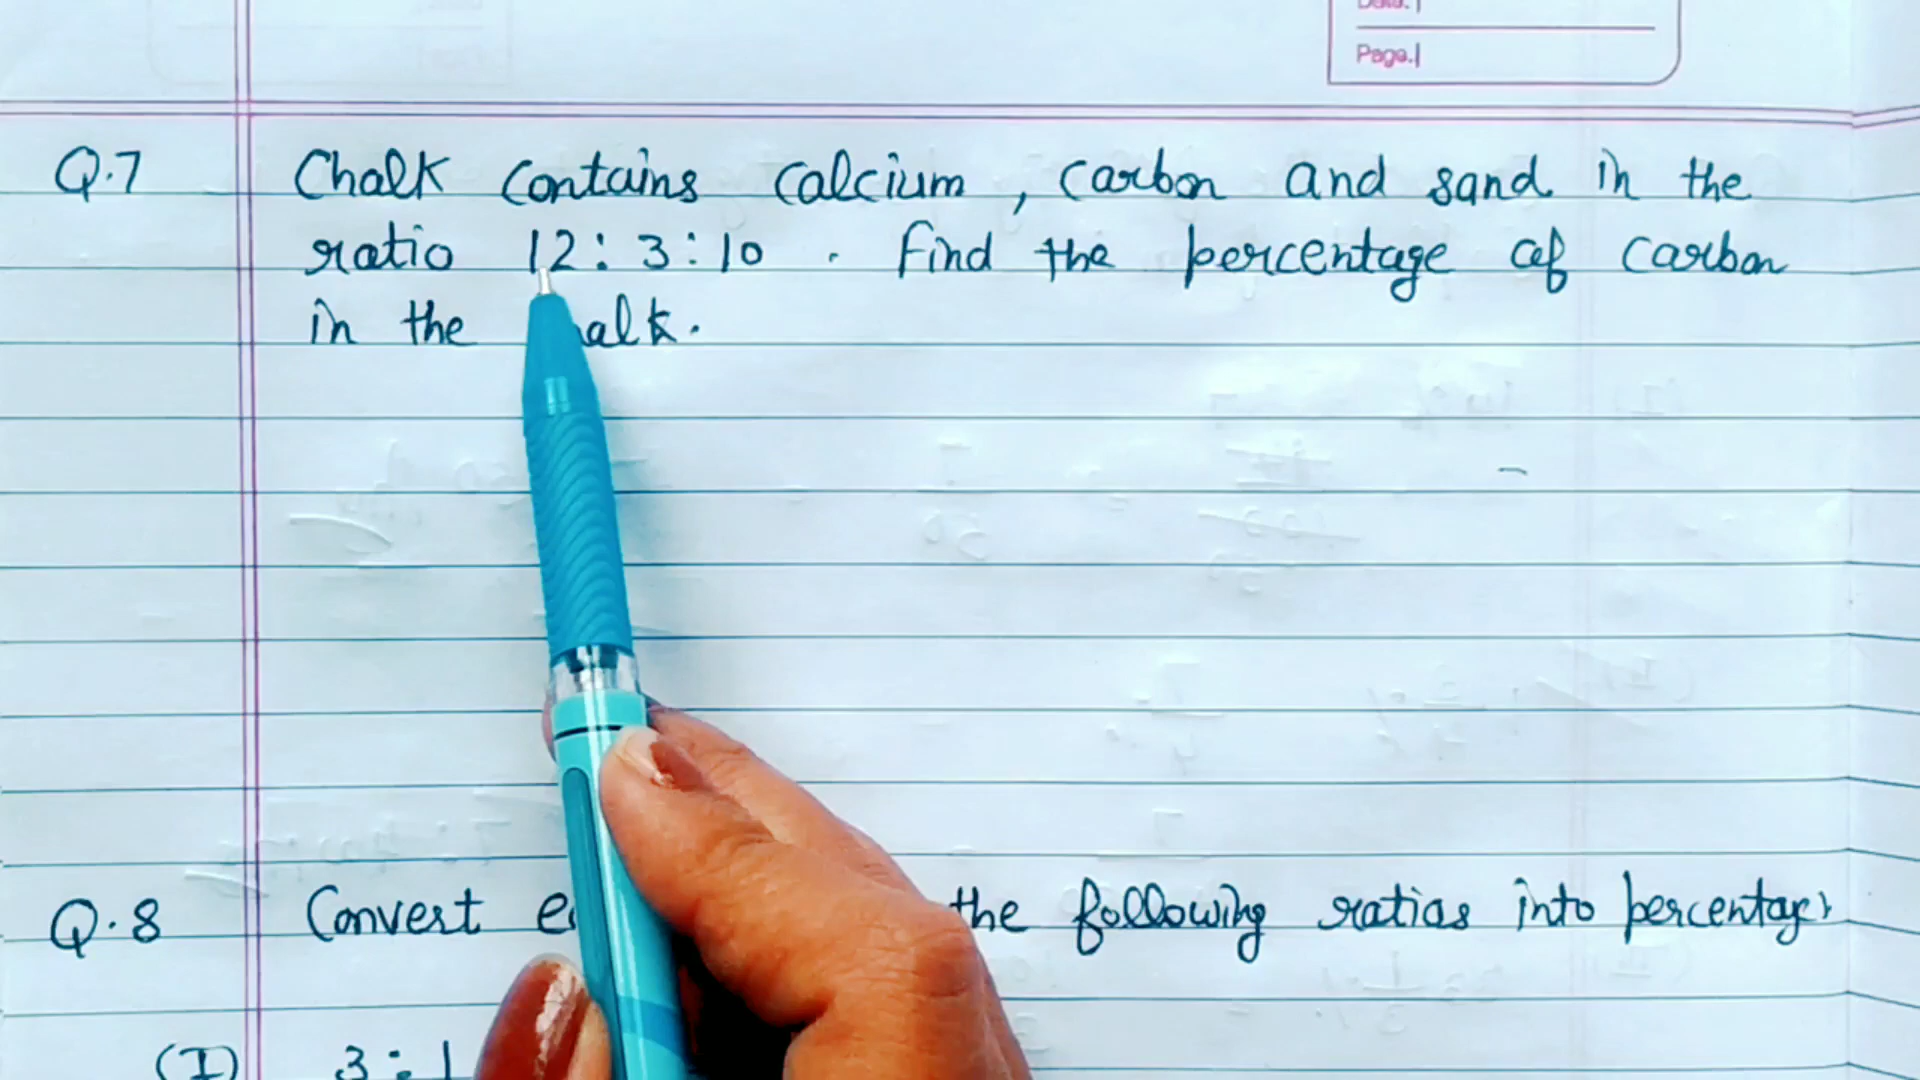 Page.
Q.7 Chalk contains calcium, carbon and sand in the
ratio 12:3:10. Find the percentage of carbon
in the alk.
Q.8 Convert the following ratios into percentage
(I) 3:1